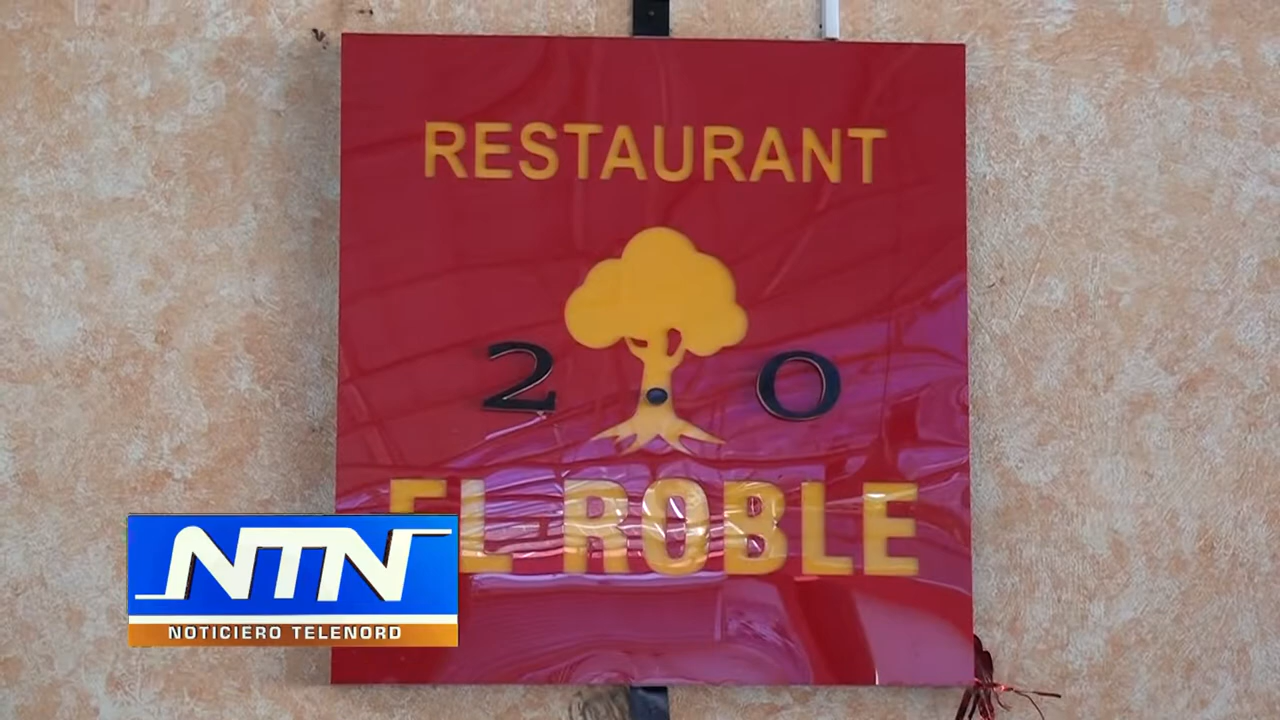 RESTAURANT
2.0
EL ROBLE
NTN
NOTICIERO TELENORD